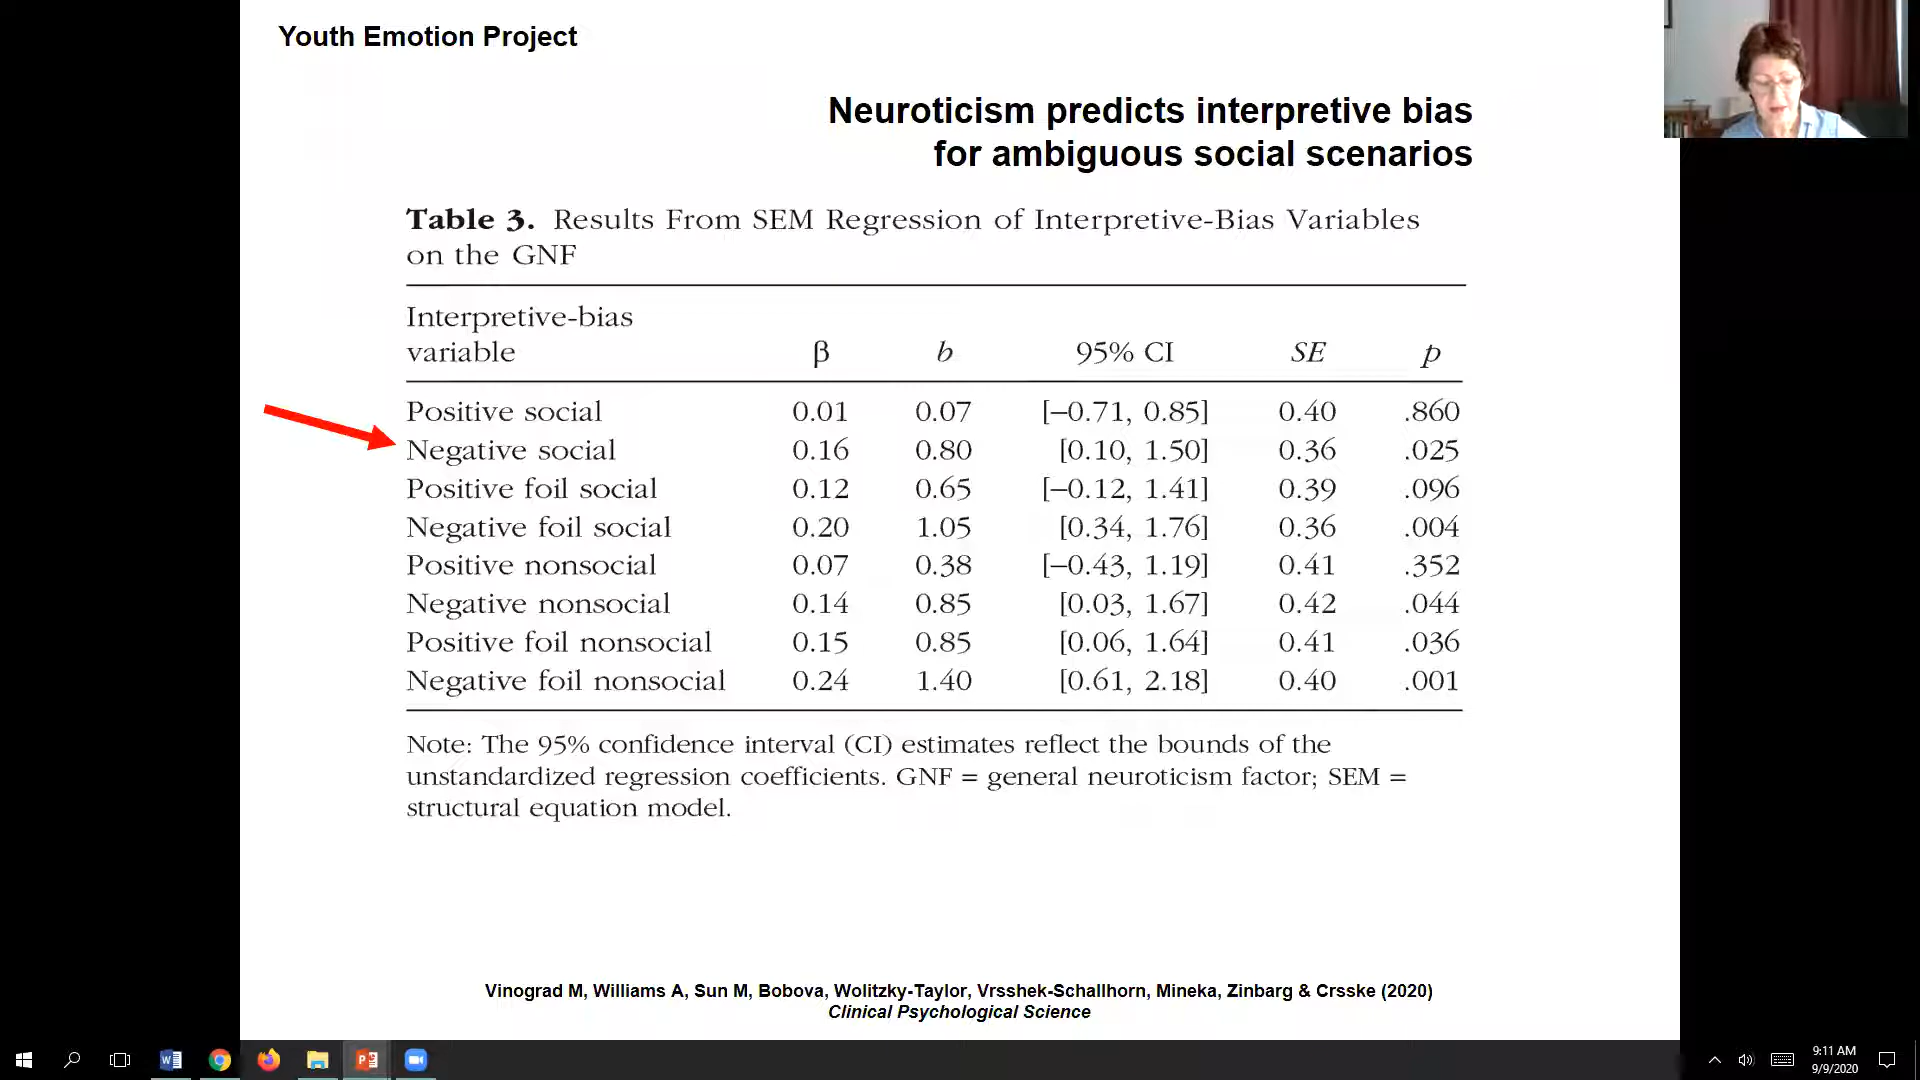 Youth Emotion Project
Neuroticism predicts interpretive bias
for ambiguous social scenarios
Table 3. Results From SEM Regression of Interpretive-Bias Variables
on the GNF
Interpretive-bias
variable β b 95% CI SE p
Positive social 0.01 0.07 [–0.71, 0.85] 0.40 .860
Negative social 0.16 0.80 [0.10, 1.50] 0.36 .025
Positive foil social 0.12 0.65 [–0.12, 1.41] 0.39 .096
Negative foil social 0.20 1.05 [0.34, 1.76] 0.36 .004
Positive nonsocial 0.07 0.38 [–0.43, 1.19] 0.41 .352
Negative nonsocial 0.14 0.85 [0.03, 1.67] 0.42 .044
Positive foil nonsocial 0.15 0.85 [0.06, 1.64] 0.41 .036
Negative foil nonsocial 0.24 1.40 [0.61, 2.18] 0.40 .001
Note: The 95% confidence interval (CI) estimates reflect the bounds of the
unstandardized regression coefficients. GNF = general neuroticism factor; SEM =
structural equation model.
Vinograd M, Williams A, Sun M, Bobova, Wolitzky-Taylor, Vrsshek-Schallhorn, Mineka, Zinbarg & Crsske (2020)
Clinical Psychological Science
9:11 AM
9/9/2020